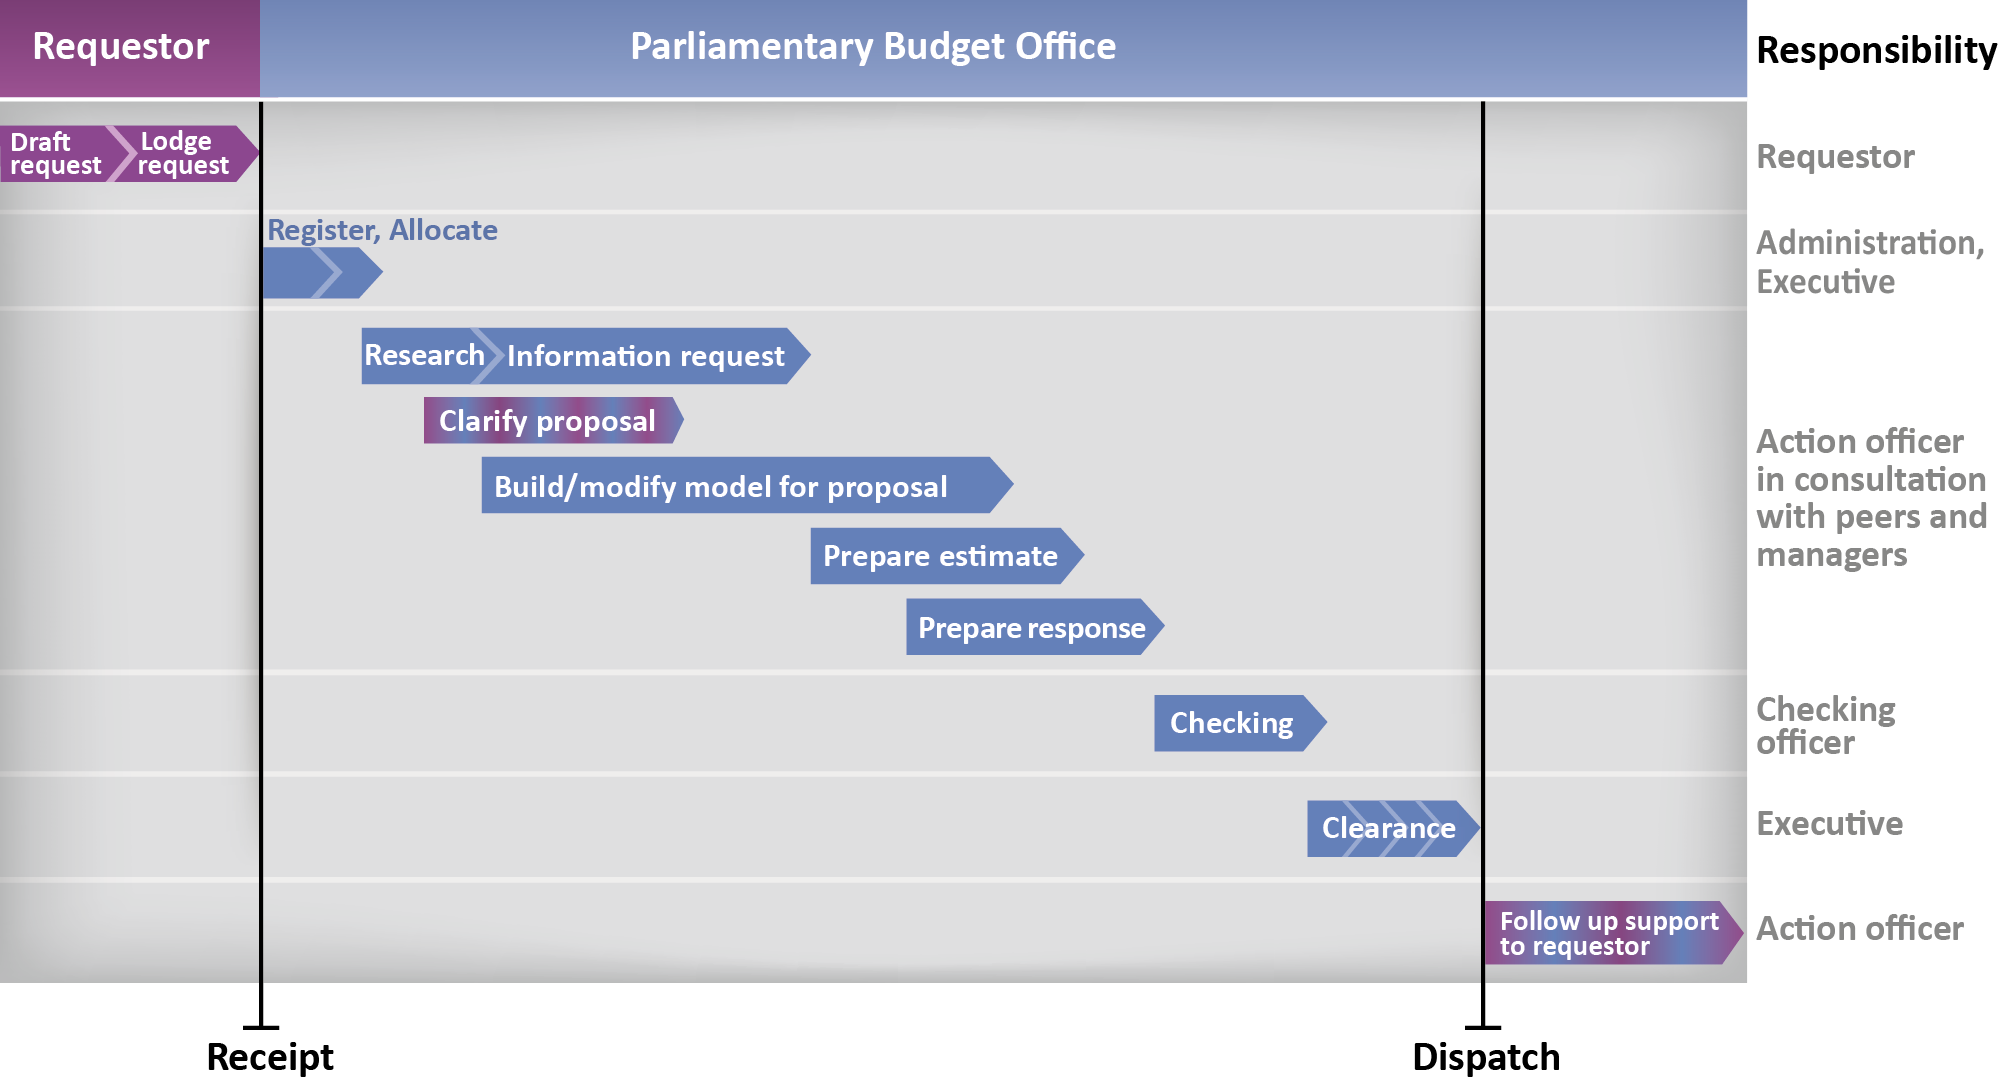 Requestor
Parliamentary Budget Office
Responsibility
Draft
request
Lodge
request
Requestor
Register, Allocate
Administration,
Executive
Research
Information request
Clarify proposal
Build/modify model for proposal
Prepare estimate
Prepare response
Action officer
in consultation
with peers and
managers
Checking
Checking
officer
Clearance
Executive
Follow up support
to requestor
Action officer
Receipt
Dispatch